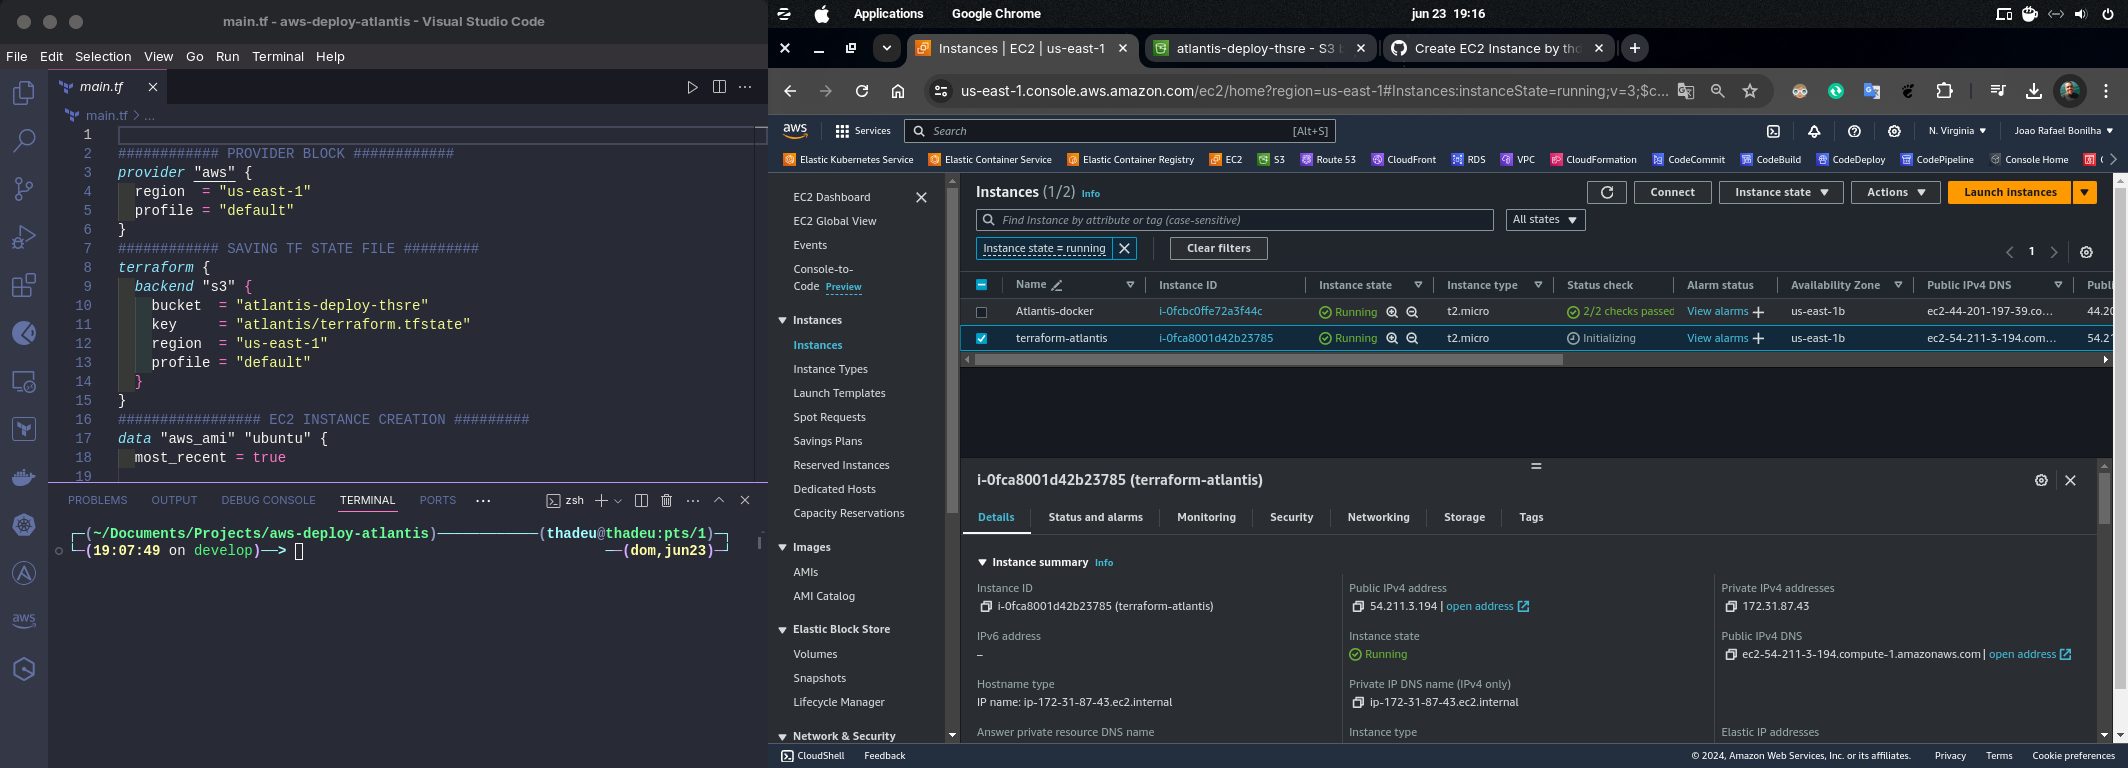 main.tf - aws-deploy-atlantis - Visual Studio Code
File Edit Selection View Go Run Terminal Help
main.tf
main.tf > ...
1
2 ############ PROVIDER BLOCK ############
3 provider "aws" {
4 region = "us-east-1"
5 profile = "default"
6 }
7 ############ SAVING TF STATE FILE #########
8 terraform {
9 backend "s3" {
10 bucket = "atlantis-deploy-thsre"
11 key = "atlantis/terraform.tfstate"
12 region = "us-east-1"
13 profile = "default"
14 }
15 }
16 ################# EC2 INSTANCE CREATION #########
17 data "aws_ami" "ubuntu" {
18 most_recent = true
19
PROBLEMS OUTPUT DEBUG CONSOLE TERMINAL PORTS ... zsh
(~/Documents/Projects/aws-deploy-atlantis) (thadeu@thadeu:pts/1)
(19:07:49 on develop)──> (dom,jun23)
aws
Applications Google Chrome jun 23 19:16
Instances | EC2 | us-east-1
atlantis-deploy-thsre - S3 b
Create EC2 Instance by thd
us-east-1.console.aws.amazon.com/ec2/home?region=us-east-1#Instances:instanceState=running;v=3;$c...
aws Services Search [Alt+S] N. Virginia Joao Rafael Bonilha
Elastic Kubernetes Service Elastic Container Service Elastic Container Registry EC2 S3 Route 53 CloudFront RDS VPC CloudFormation CodeCommit CodeBuild CodeDeploy CodePipeline Console Home
EC2 Dashboard
EC2 Global View
Events
Console-to-
Code Preview
Instances
Instances
Instance Types
Launch Templates
Spot Requests
Savings Plans
Reserved Instances
Dedicated Hosts
Capacity Reservations
Images
AMIs
AMI Catalog
Elastic Block Store
Volumes
Snapshots
Lifecycle Manager
Network & Security
Instances (1/2) Info
Connect Instance state Actions Launch instances
Find Instance by attribute or tag (case-sensitive) All states
Instance state = running Clear filters 1
Name Instance ID Instance state Instance type Status check Alarm status Availability Zone Public IPv4 DNS Publi
Atlantis-docker i-0fcbc0ffe72a3f44c Running t2.micro 2/2 checks passed View alarms us-east-1b ec2-44-201-197-39.co... 44.20
terraform-atlantis i-0fca8001d42b23785 Running t2.micro Initializing View alarms us-east-1b ec2-54-211-3-194.com... 54.21
i-0fca8001d42b23785 (terraform-atlantis)
Details Status and alarms Monitoring Security Networking Storage Tags
Instance summary Info
Instance ID
i-0fca8001d42b23785 (terraform-atlantis)
IPv6 address
–
Hostname type
IP name: ip-172-31-87-43.ec2.internal
Answer private resource DNS name
Public IPv4 address
54.211.3.194 | open address
Instance state
Running
Private IP DNS name (IPv4 only)
ip-172-31-87-43.ec2.internal
Instance type
Private IPv4 addresses
172.31.87.43
Public IPv4 DNS
ec2-54-211-3-194.compute-1.amazonaws.com | open address
Elastic IP addresses
CloudShell Feedback © 2024, Amazon Web Services, Inc. or its affiliates. Privacy Terms Cookie preferences